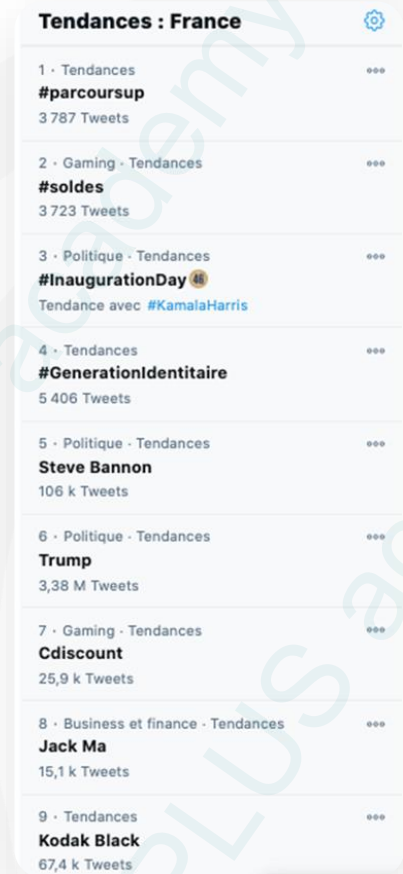 Tendances : France
1 · Tendances
#parcoursup
3 787 Tweets
2 · Gaming · Tendances
#soldes
3 723 Tweets
3 · Politique · Tendances
#InaugurationDay
Tendance avec #KamalaHarris
4 · Tendances
#GenerationIdentitaire
5 406 Tweets
5 · Politique · Tendances
Steve Bannon
106 k Tweets
6 · Politique · Tendances
Trump
3,38 M Tweets
7 · Gaming · Tendances
Cdiscount
25,9 k Tweets
8 · Business et finance · Tendances
Jack Ma
15,1 k Tweets
9 · Tendances
Kodak Black
67,4 k Tweets
academy
PLUS ac